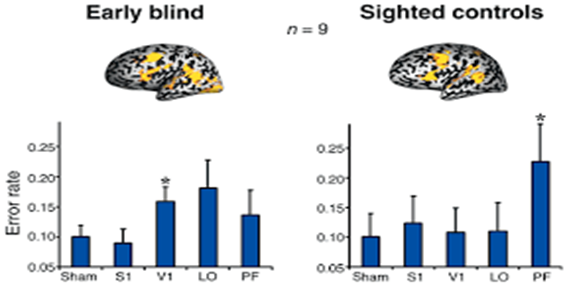 Early blind
Sighted controls
n = 9
Error rate
0.25
0.20
0.15
0.10
0.05
*
Sham S1 V1 LO PF
0.25
0.20
0.15
0.10
0.05
*
Sham S1 V1 LO PF